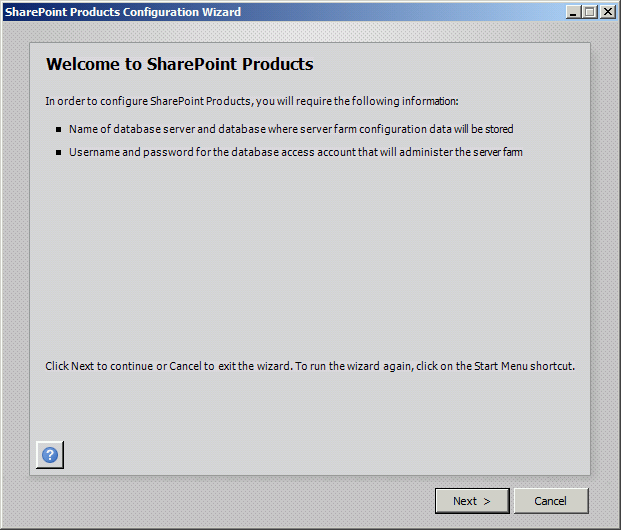 SharePoint Products Configuration Wizard
Welcome to SharePoint Products
In order to configure SharePoint Products, you will require the following information:
Name of database server and database where server farm configuration data will be stored
Username and password for the database access account that will administer the server farm
Click Next to continue or Cancel to exit the wizard. To run the wizard again, click on the Start Menu shortcut.
?
Next >
Cancel